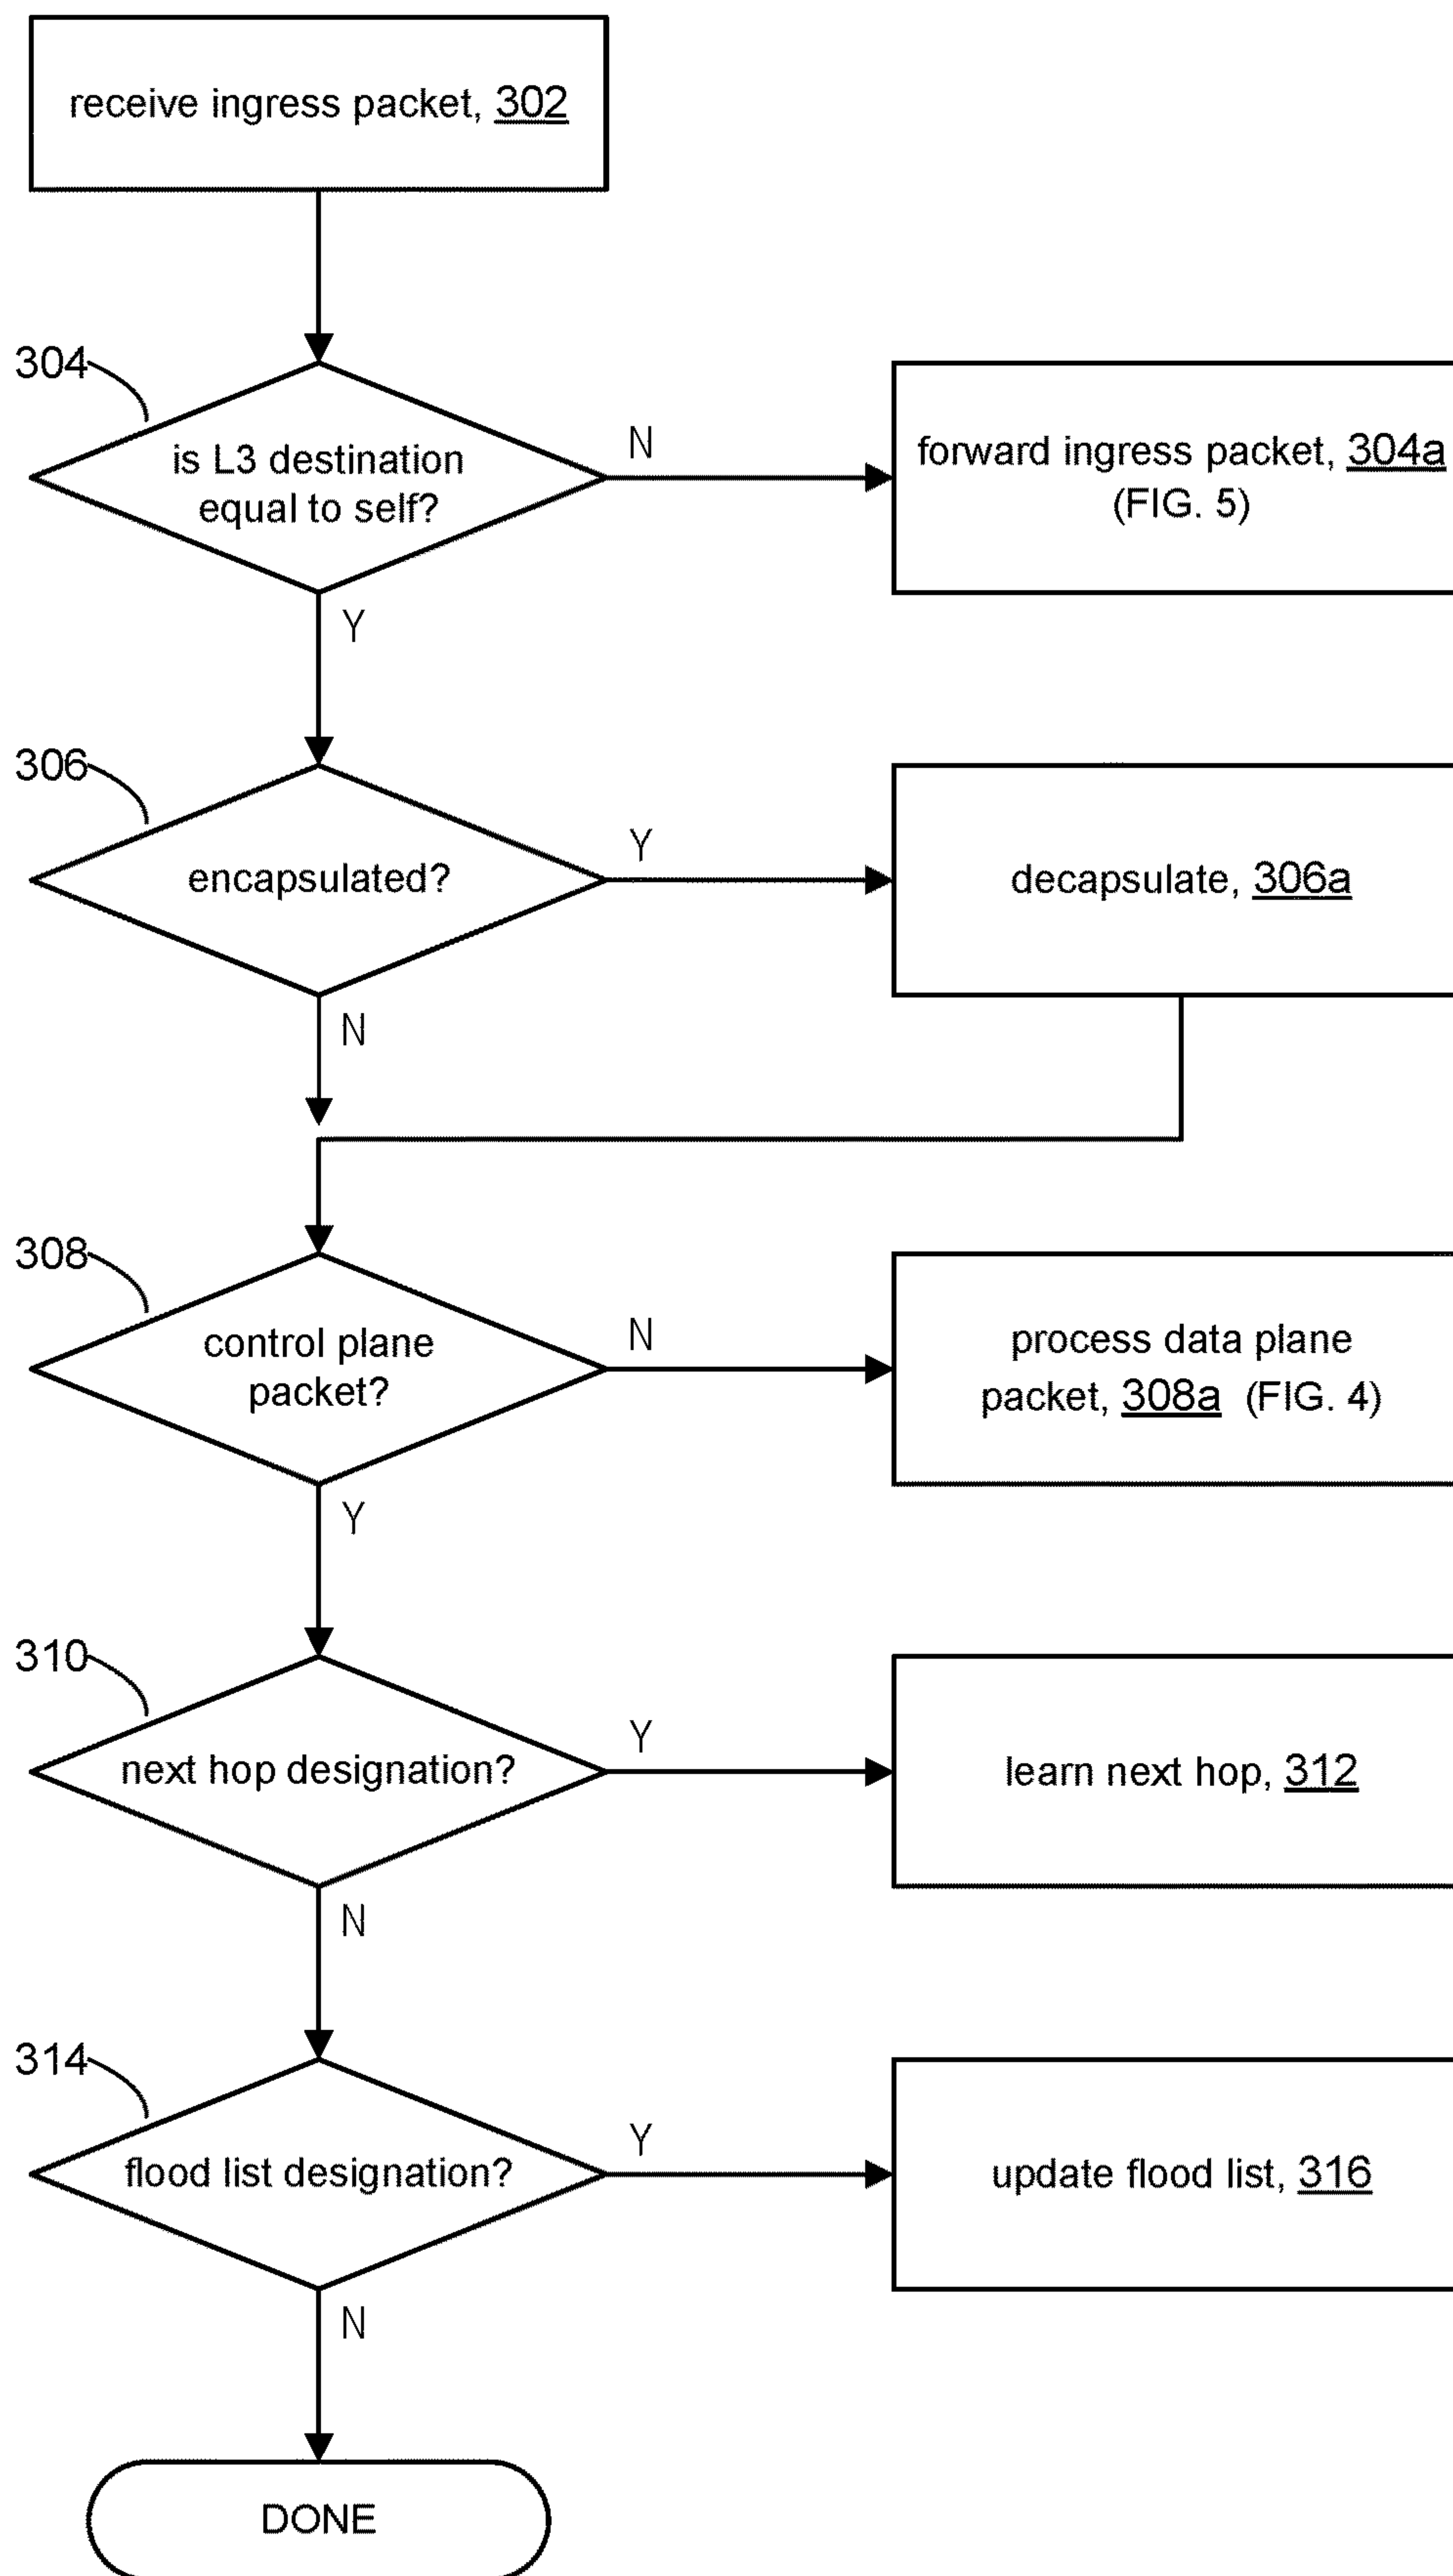 receive ingress packet, 302
304
is L3 destination
equal to self?
N
forward ingress packet, 304a
(FIG. 5)
Y
306
encapsulated?
Y
decapsulate, 306a
N
308
control plane
packet?
N
process data plane
packet, 308a (FIG. 4)
Y
310
next hop designation?
Y
learn next hop, 312
N
314
flood list designation?
Y
update flood list, 316
N
DONE